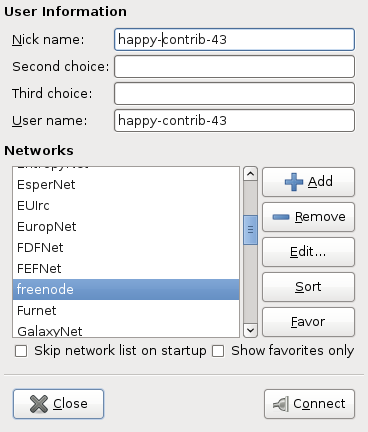 User Information
Nick name: happy-contrib-43
Second choice:
Third choice:
User name: happy-contrib-43
Networks
EntropyNet
EsperNet
EUIrc
EuropNet
FDFNet
FEFNet
freenode
Furnet
GalaxyNet
Add
Remove
Edit...
Sort
Favor
Skip network list on startup Show favorites only
Close Connect